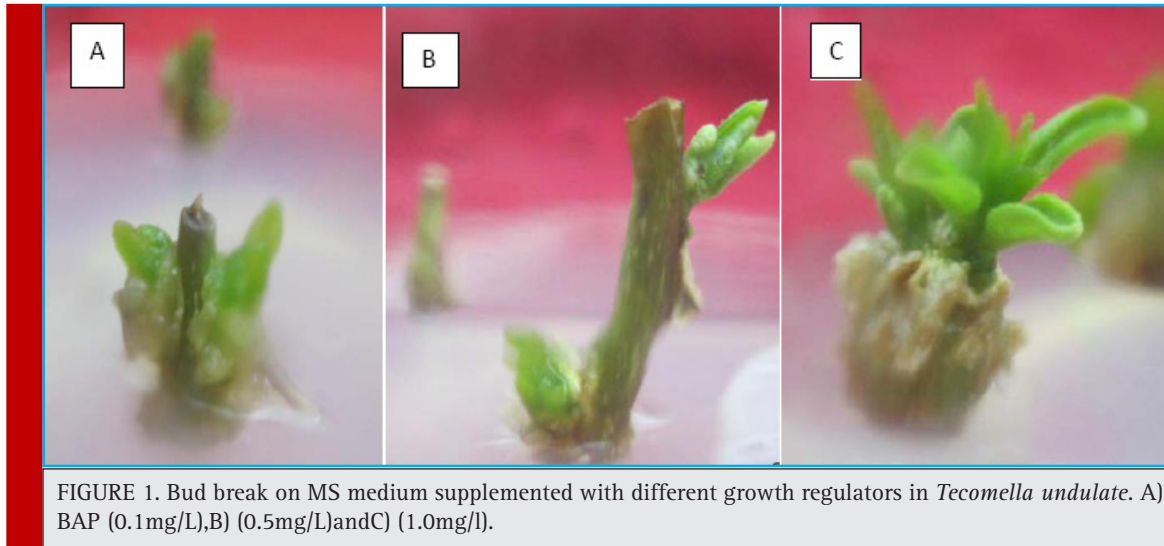 A
B
C
FIGURE 1. Bud break on MS medium supplemented with different growth regulators in Tecomella undulate. A)
BAP (0.1mg/L),B) (0.5mg/L)andC) (1.0mg/l).